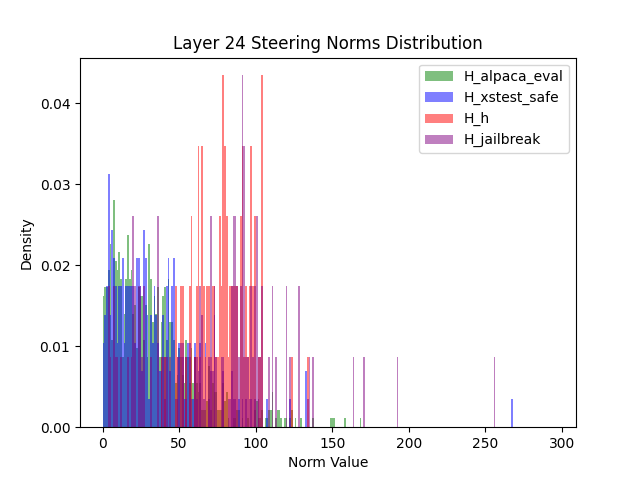 Layer 24 Steering Norms Distribution
H_alpaca_eval
H_xstest_safe
H_h
H_jailbreak
0.04
0.03
0.02
0.01
0.00
Density
0 50 100 150 200 250 300
Norm Value